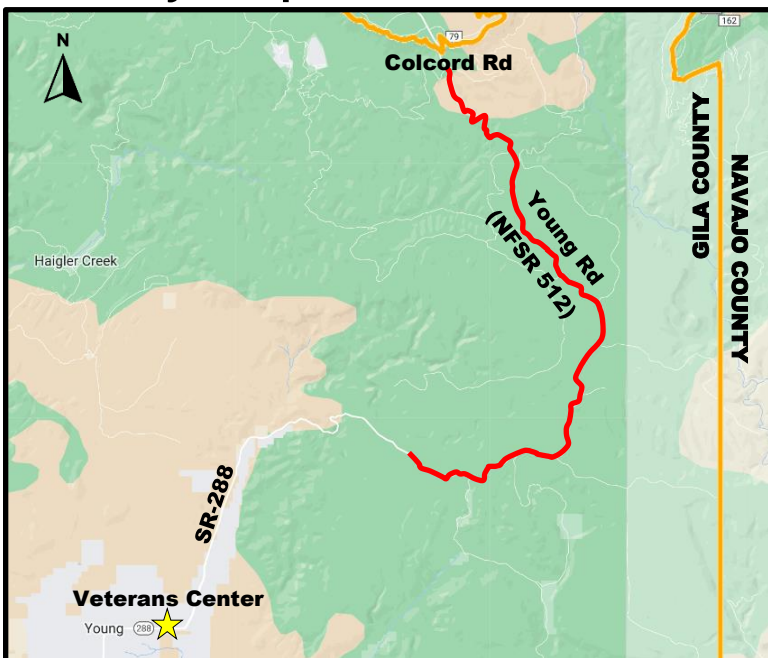 162
N
79
Colcord Rd
GILA COUNTY
NAVAJO COUNTY
Young Rd
(NFSR 512)
Haigler Creek
SR-288
Veterans Center
Young
288